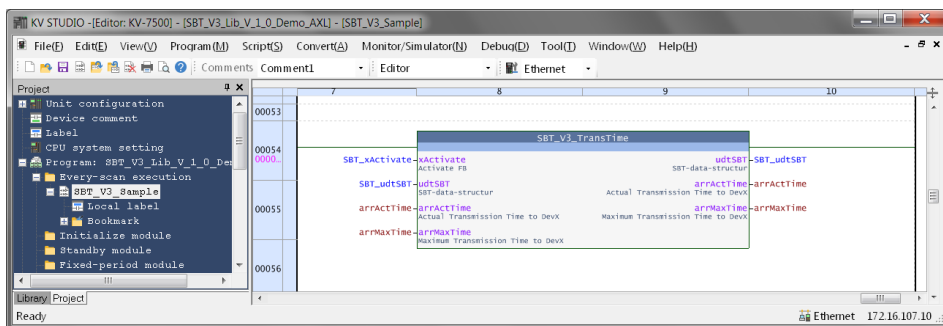 KV STUDIO -[Editor: KV-7500] - [SBT_V3_Lib_V_1_0_Demo_AXL] - [SBT_V3_Sample]
File(F) Edit(E) View(V) Program(M) Script(S) Convert(A) Monitor/Simulator(N) Debug(D) Tool(T) Window(W) Help(H)
Comments Comment1 Editor Ethernet
Project
Unit configuration
Device comment
Label
CPU system setting
Program: SBT_V3_Lib_V_1_0_Der
Every-scan execution
SBT_V3_Sample
Local label
Bookmark
Initialize module
Standby module
Fixed-period module
Library Project
7 8 9 10
00053
00054
0000...
00055
00056
SBT_V3_TransTime
SBT_xActivate xActivate udtSBT SBT_udtSBT
Activate FB SBT-data-structur
SBT_udtSBT udtSBT arrActTime arrActTime
SBT-data-structur Actual Transmission Time to DevX
arrActTime arrActTime arrMaxTime arrMaxTime
Actual Transmission Time to DevX Maximum Transmission Time to DevX
arrMaxTime arrMaxTime
Maximum Transmission Time to DevX
Ready Ethernet 172.16.107.10